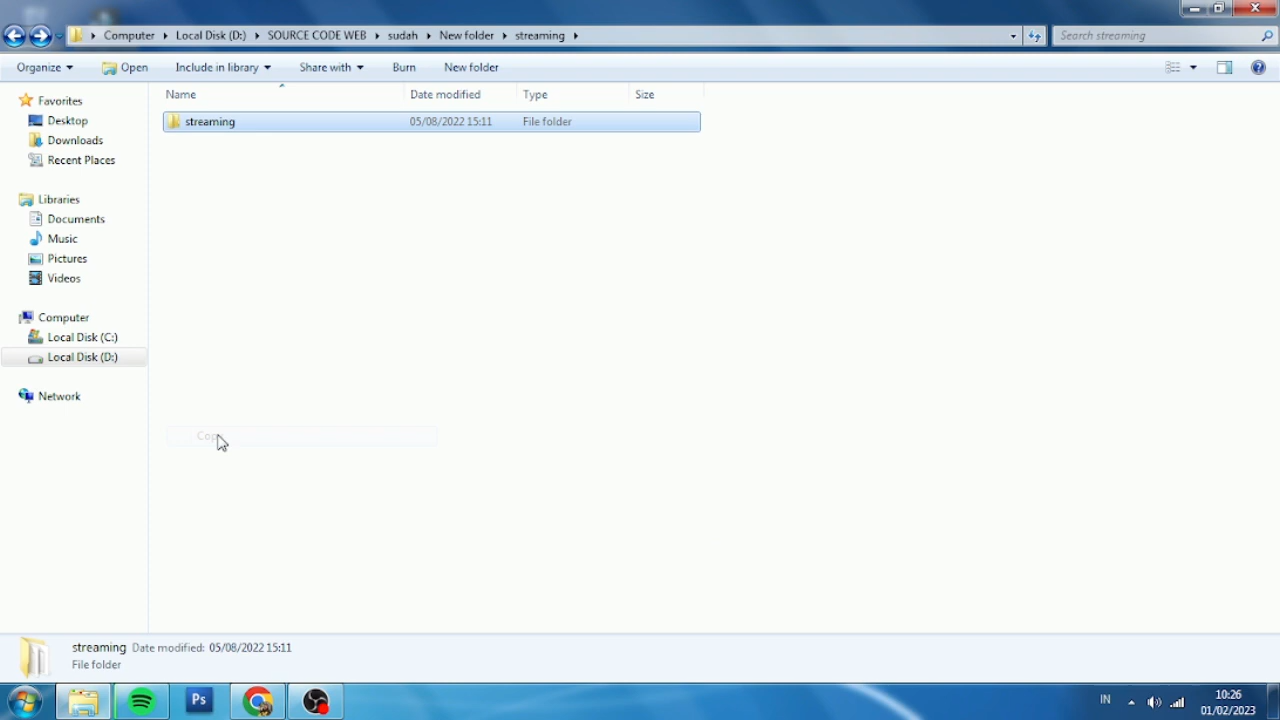 Computer Local Disk (D:) SOURCE CODE WEB sudah New folder streaming Search streaming
Organize Open Include in library Share with Burn New folder
Name Date modified Type Size
streaming 05/08/2022 15:11 File folder
Favorites
Desktop
Downloads
Recent Places
Libraries
Documents
Music
Pictures
Videos
Computer
Local Disk (C:)
Local Disk (D:)
Network
Copy
streaming Date modified: 05/08/2022 15:11
File folder
Ps
IN
10:26
01/02/2023